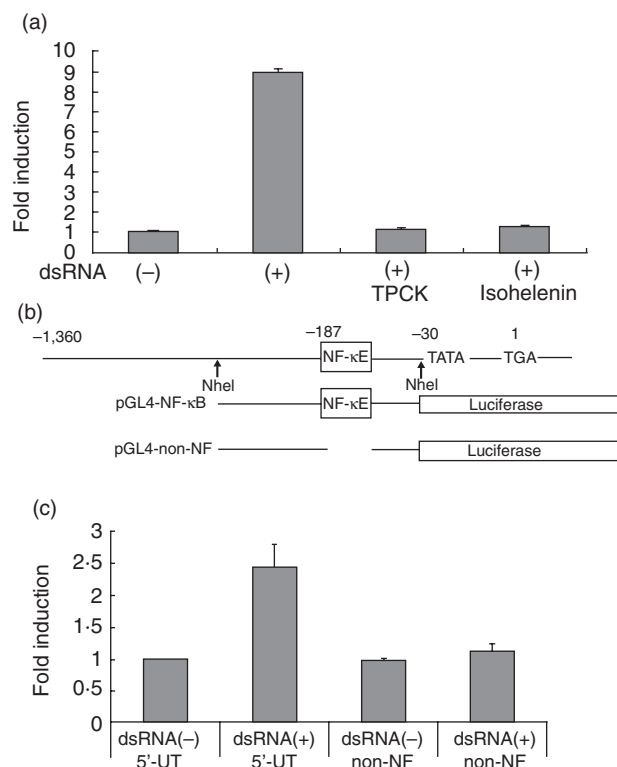 (a)
Fold induction
10
9
8
7
6
5
4
3
2
1
0
dsRNA (−) (+) (+) (+)
TPCK Isohelenin
(b)
−1,360 −187 −30 1
NF-κE TATA TGA
NheI NheI
pGL4-NF-κB NF-κE Luciferase
pGL4-non-NF Luciferase
(c)
Fold induction
3
2·5
2
1·5
1
0·5
0
dsRNA(−) dsRNA(+) dsRNA(−) dsRNA(+)
5'-UT 5'-UT non-NF non-NF